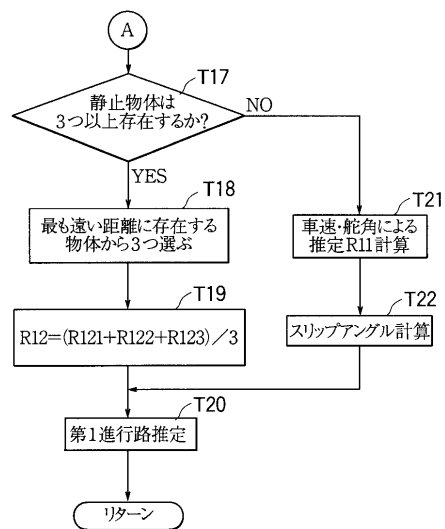 A
T17
静止物体は
3つ以上存在するか?
NO
YES
T18
最も遠い距離に存在する
物体から3つ選ぶ
T21
車速・舵角による
推定R11計算
T19
R12=(R121+R122+R123)/3
T22
スリップアングル計算
T20
第1進行路推定
リターン